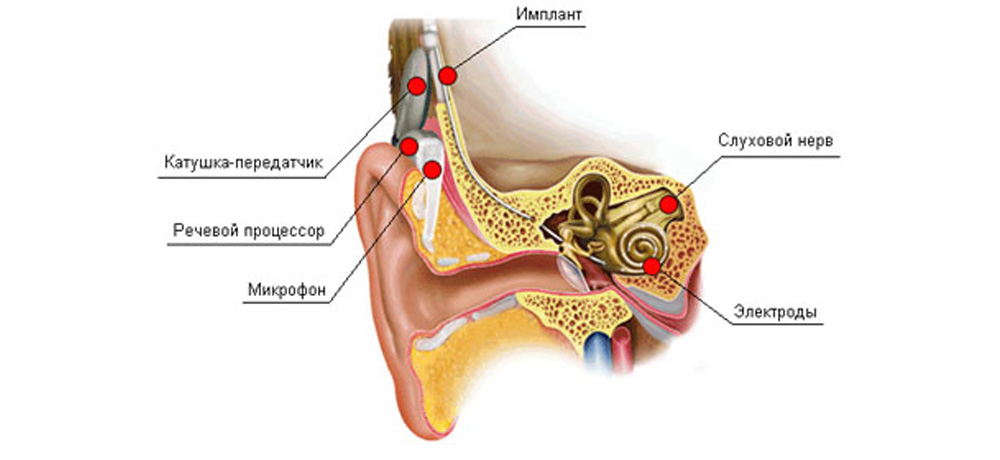 Имплант
Слуховой нерв
Катушка-передатчик
Речевой процессор
Микрофон
Электроды